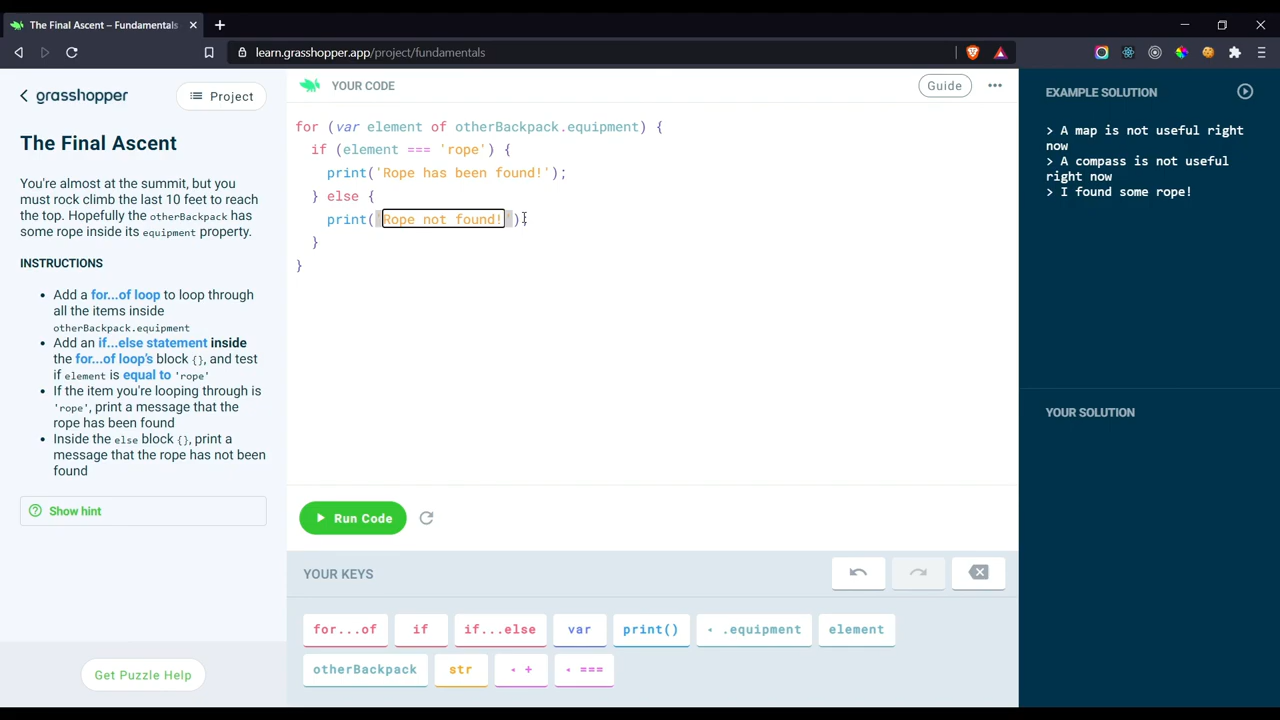 The Final Ascent – Fundamentals
learn.grasshopper.app/project/fundamentals
grasshopper
Project
The Final Ascent
You're almost at the summit, but you
must rock climb the last 10 feet to reach
the top. Hopefully the otherBackpack has
some rope inside its equipment property.
INSTRUCTIONS
• Add a for...of loop to loop through
all the items inside
otherBackpack.equipment
• Add an if...else statement inside
the for...of loop's block {}, and test
if element is equal to 'rope'
• If the item you're looping through is
'rope', print a message that the
rope has been found
• Inside the else block {}, print a
message that the rope has not been
found
Show hint
Get Puzzle Help
YOUR CODE
Guide
for (var element of otherBackpack.equipment) {
if (element === 'rope') {
print('Rope has been found!');
} else {
print('Rope not found!');
}
}
Run Code
YOUR KEYS
for...of
if
if...else
var
print()
.equipment
element
otherBackpack
str
+
===
EXAMPLE SOLUTION
> A map is not useful right
now
> A compass is not useful
right now
> I found some rope!
YOUR SOLUTION